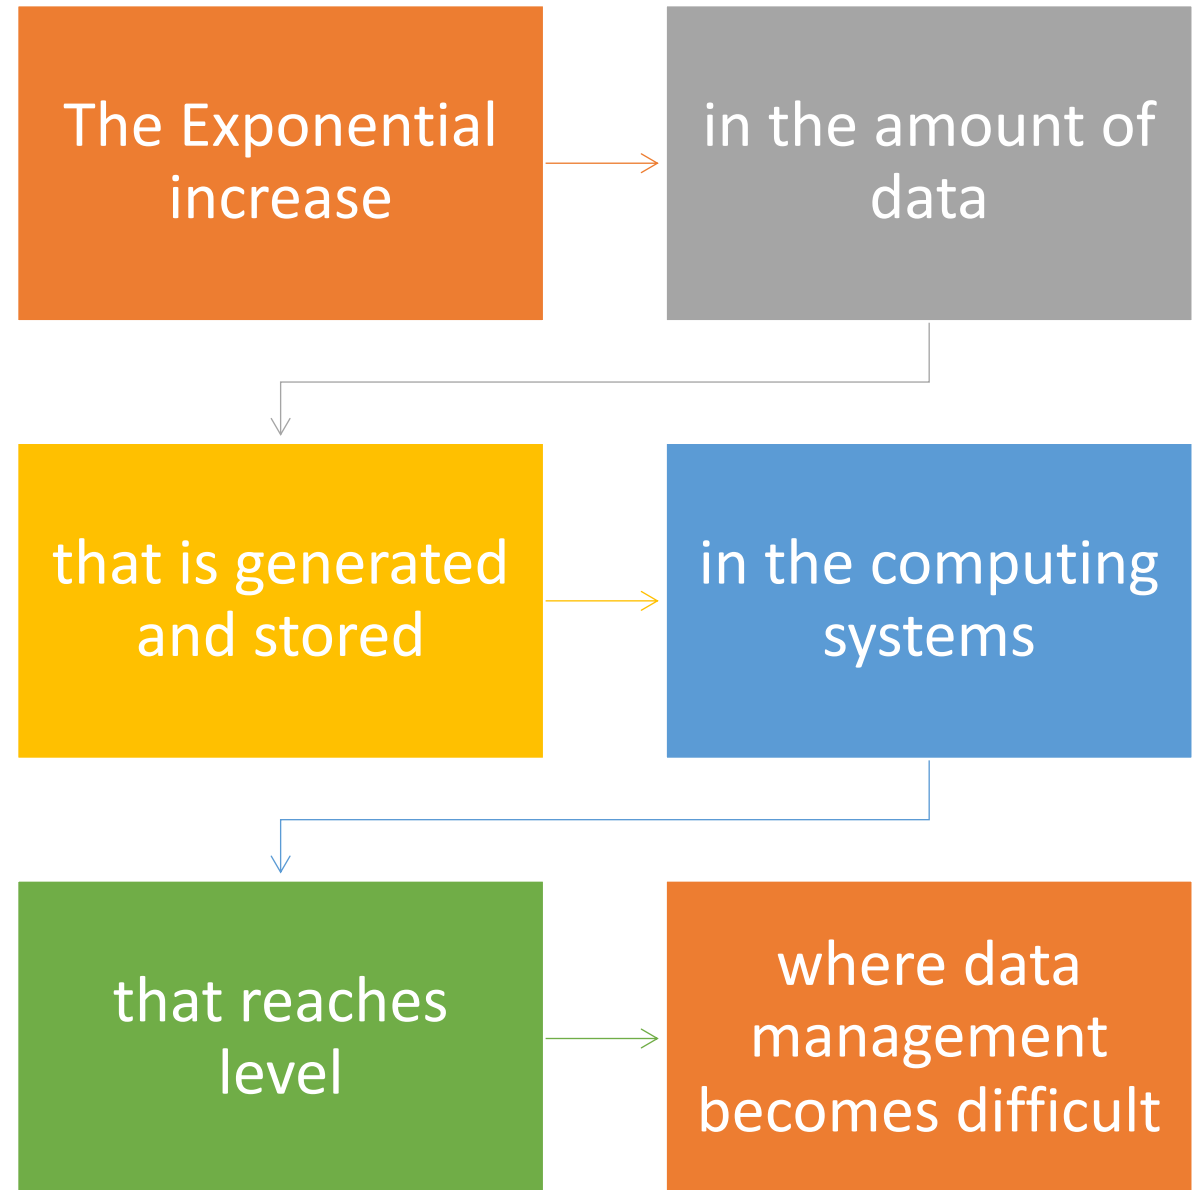 The Exponential
increase
in the amount of
data
that is generated
and stored
in the computing
systems
that reaches
level
where data
management
becomes difficult